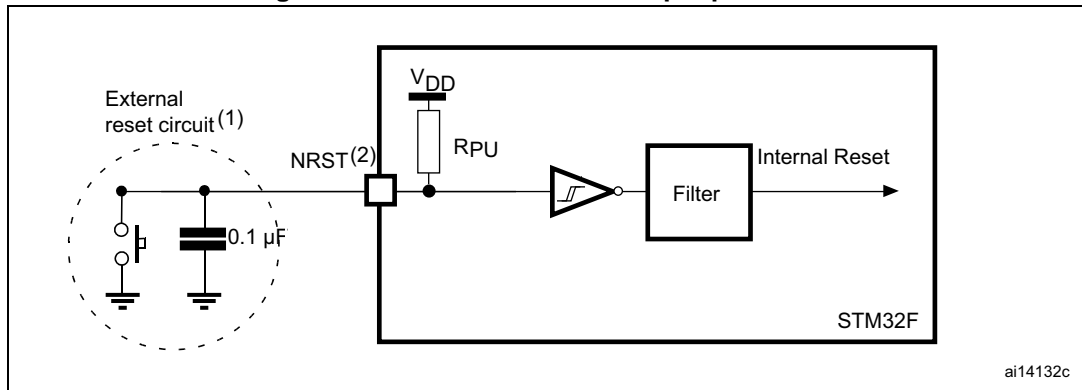 VDD
External
reset circuit(1)
NRST(2)
RPU
Internal Reset
Filter
0.1 µF
STM32F
ai14132c